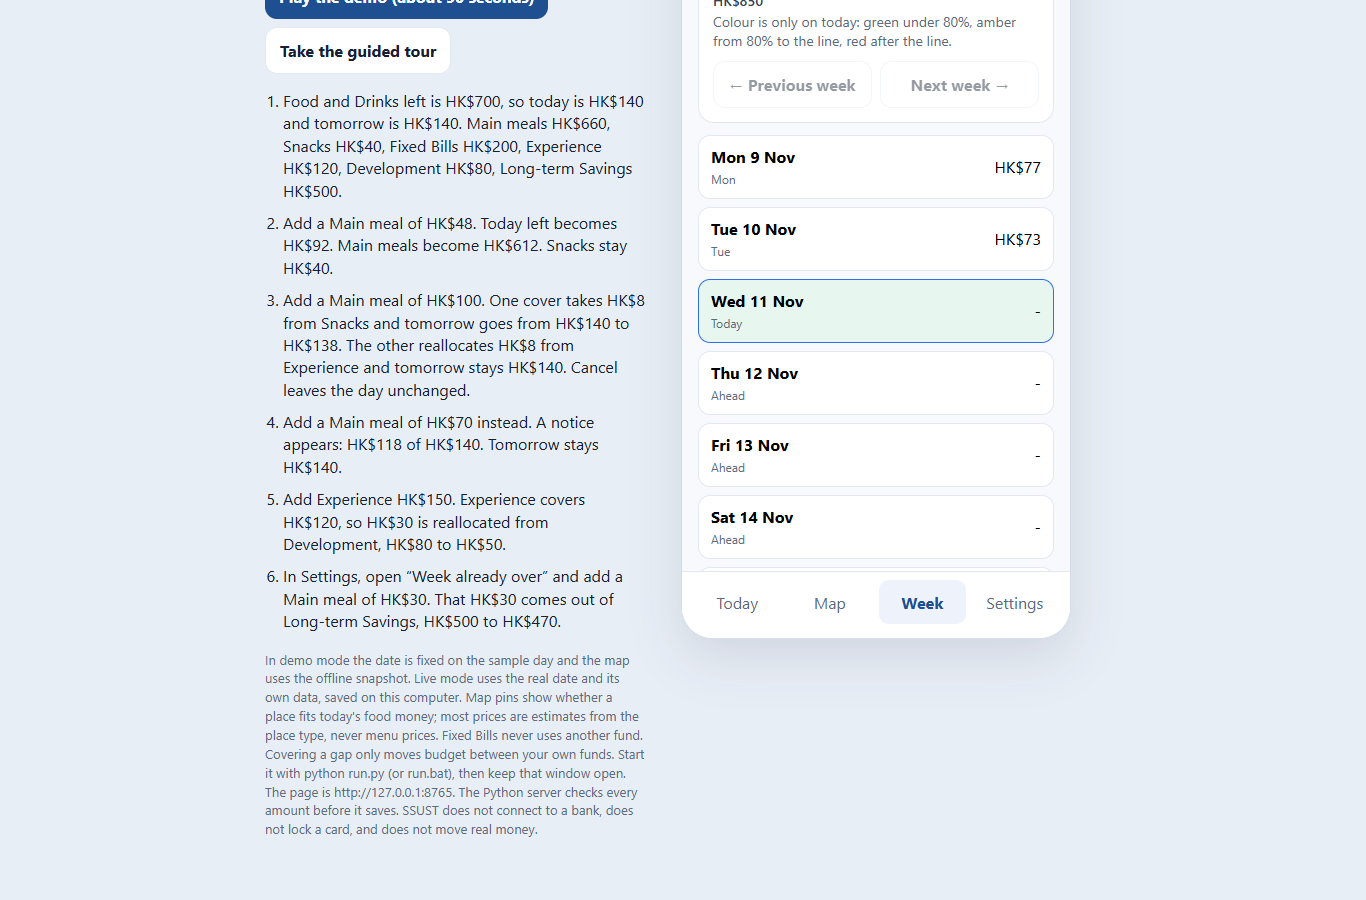 Play the demo (about 90 seconds)
Take the guided tour
1. Food and Drinks left is HK$700, so today is HK$140
and tomorrow is HK$140. Main meals HK$660,
Snacks HK$40, Fixed Bills HK$200, Experience
HK$120, Development HK$80, Long-term Savings
HK$500.
2. Add a Main meal of HK$48. Today left becomes
HK$92. Main meals become HK$612. Snacks stay
HK$40.
3. Add a Main meal of HK$100. One cover takes HK$8
from Snacks and tomorrow goes from HK$140 to
HK$138. The other reallocates HK$8 from
Experience and tomorrow stays HK$140. Cancel
leaves the day unchanged.
4. Add a Main meal of HK$70 instead. A notice
appears: HK$118 of HK$140. Tomorrow stays
HK$140.
5. Add Experience HK$150. Experience covers
HK$120, so HK$30 is reallocated from
Development, HK$80 to HK$50.
6. In Settings, open “Week already over” and add a
Main meal of HK$30. That HK$30 comes out of
Long-term Savings, HK$500 to HK$470.
In demo mode the date is fixed on the sample day and the map
uses the offline snapshot. Live mode uses the real date and its
own data, saved on this computer. Map pins show whether a
place fits today's food money; most prices are estimates from the
place type, never menu prices. Fixed Bills never uses another fund.
Covering a gap only moves budget between your own funds. Start
it with python run.py (or run.bat), then keep that window open.
The page is http://127.0.0.1:8765. The Python server checks every
amount before it saves. SSUST does not connect to a bank, does
not lock a card, and does not move real money.
HK$850
Colour is only on today: green under 80%, amber
from 80% to the line, red after the line.
← Previous week
Next week →
Mon 9 Nov
HK$77
Mon
Tue 10 Nov
HK$73
Tue
Wed 11 Nov
-
Today
Thu 12 Nov
-
Ahead
Fri 13 Nov
-
Ahead
Sat 14 Nov
-
Ahead
Today
Map
Week
Settings